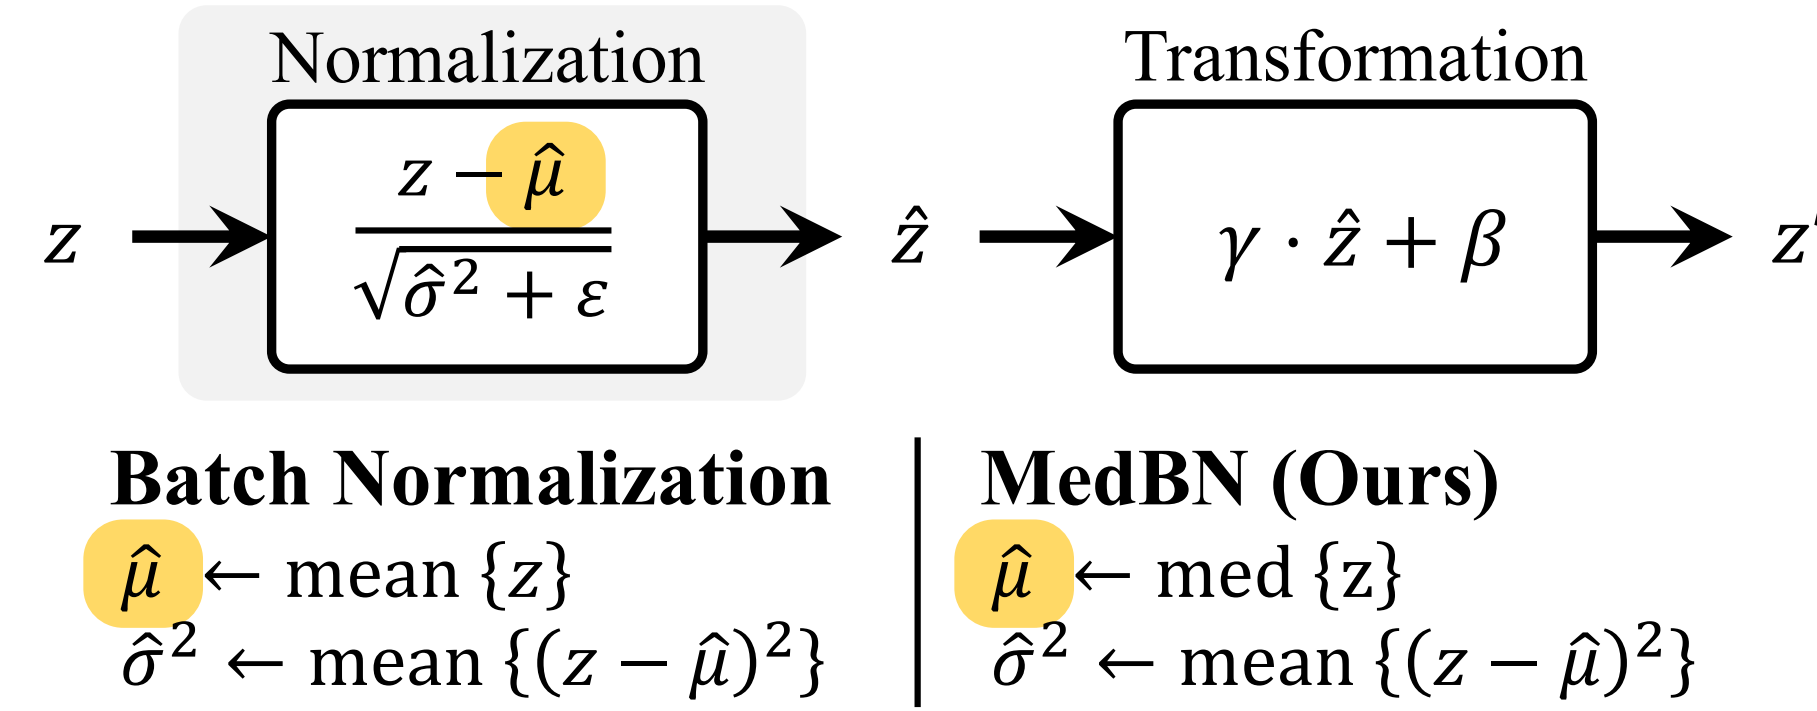 Normalization
Transformation
z
z − μ̂
√σ̂² + ε
ẑ
γ · ẑ + β
z'
Batch Normalization
μ̂ ← mean {z}
σ̂² ← mean {(z − μ̂)²}
MedBN (Ours)
μ̂ ← med {z}
σ̂² ← mean {(z − μ̂)²}